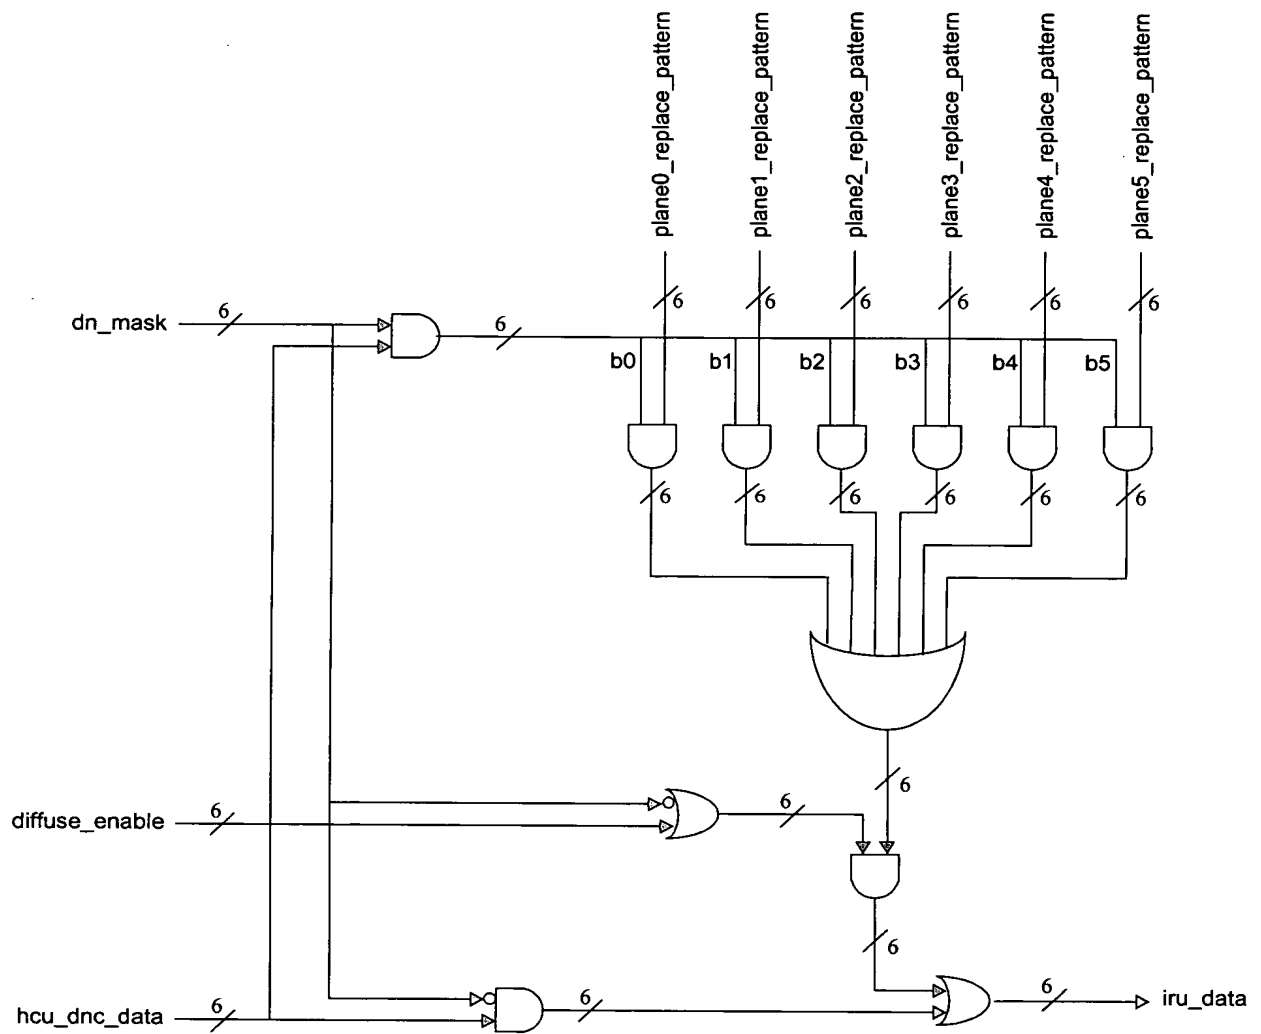 plane0_replace_pattern
plane1_replace_pattern
plane2_replace_pattern
plane3_replace_pattern
plane4_replace_pattern
plane5_replace_pattern
6 6 6 6 6 6
dn_mask 6
6
b0 b1 b2 b3 b4 b5
6 6 6 6 6 6
6
diffuse_enable 6
6
6
hcu_dnc_data 6
6
6 iru_data